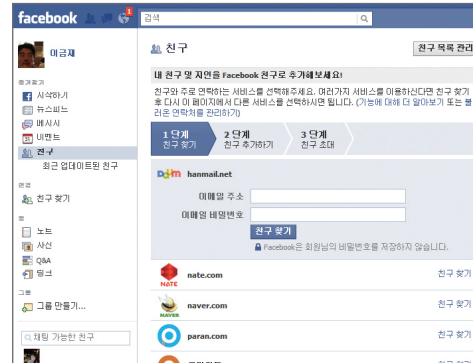 facebook
1
검색
이금재
친구
친구 목록 관리
내 친구 및 지인을 Facebook 친구로 추가해보세요!
친구와 주로 연락하는 서비스를 선택해주세요. 여러가지 서비스를 이용하신다면 친구 찾기
후 다시 이 페이지에서 다른 서비스를 선택하시면 됩니다. (기능에 대해 더 알아보기 또는 불
러온 연락처를 관리하기)
1 단계
친구 찾기
2 단계
친구 추가하기
3 단계
친구 초대
즐겨찾기
시작하기
뉴스피드
메시지
이벤트
친구
최근 업데이트된 친구
친구 찾기
앱
노트
사진
Q&A
링크
그룹
그룹 만들기...
채팅 가능한 친구
Daum hanmail.net
이메일 주소
이메일 비밀번호
친구 찾기
Facebook은 회원님의 비밀번호를 저장하지 않습니다.
NATE
nate.com
친구 찾기
NAVER
naver.com
친구 찾기
paran.com
친구 찾기